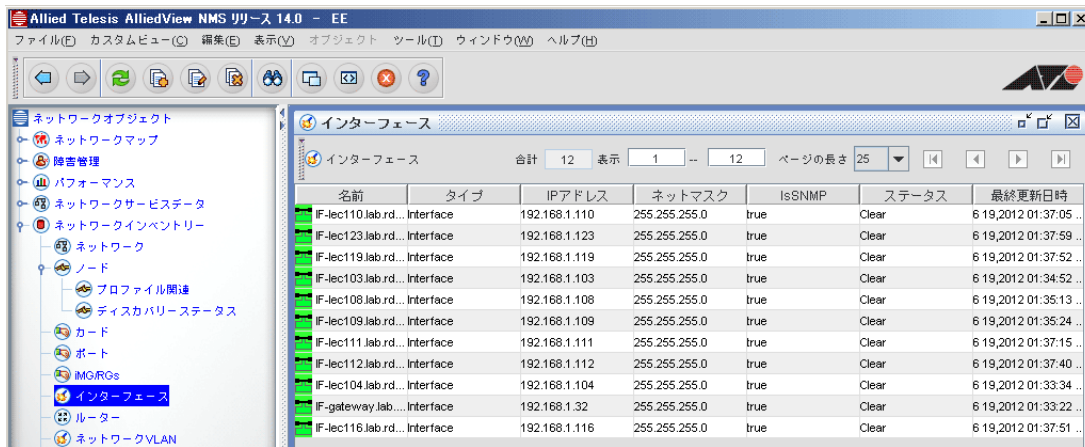 Allied Telesis AlliedView NMS リリース 14.0 - EE
ファイル(F) カスタムビュー(C) 編集(E) 表示(V) オブジェクト ツール(T) ウィンドウ(W) ヘルプ(H)
ネットワークオブジェクト
ネットワークマップ
障害管理
パフォーマンス
ネットワークサービスデータ
ネットワークインベントリー
ネットワーク
ノード
プロファイル関連
ディスカバリーステータス
カード
ポート
iMG/RGs
インターフェース
ルーター
ネットワークVLAN
インターフェース
インターフェース 合計 12 表示 1 -- 12 ページの長さ 25
名前 タイプ IPアドレス ネットマスク IsSNMP ステータス 最終更新日時
IF-lec110.lab.rd... Interface 192.168.1.110 255.255.255.0 true Clear 6 19,2012 01:37:05 ...
IF-lec123.lab.rd... Interface 192.168.1.123 255.255.255.0 true Clear 6 19,2012 01:37:59 ...
IF-lec119.lab.rd... Interface 192.168.1.119 255.255.255.0 true Clear 6 19,2012 01:37:52 ...
IF-lec103.lab.rd... Interface 192.168.1.103 255.255.255.0 true Clear 6 19,2012 01:34:52 ...
IF-lec108.lab.rd... Interface 192.168.1.108 255.255.255.0 true Clear 6 19,2012 01:35:13 ...
IF-lec109.lab.rd... Interface 192.168.1.109 255.255.255.0 true Clear 6 19,2012 01:35:24 ...
IF-lec111.lab.rd... Interface 192.168.1.111 255.255.255.0 true Clear 6 19,2012 01:37:15 ...
IF-lec112.lab.rd... Interface 192.168.1.112 255.255.255.0 true Clear 6 19,2012 01:37:40 ...
IF-lec104.lab.rd... Interface 192.168.1.104 255.255.255.0 true Clear 6 19,2012 01:33:34 ...
IF-gateway.lab.... Interface 192.168.1.32 255.255.255.0 true Clear 6 19,2012 01:33:22 ...
IF-lec116.lab.rd... Interface 192.168.1.116 255.255.255.0 true Clear 6 19,2012 01:37:51 ...